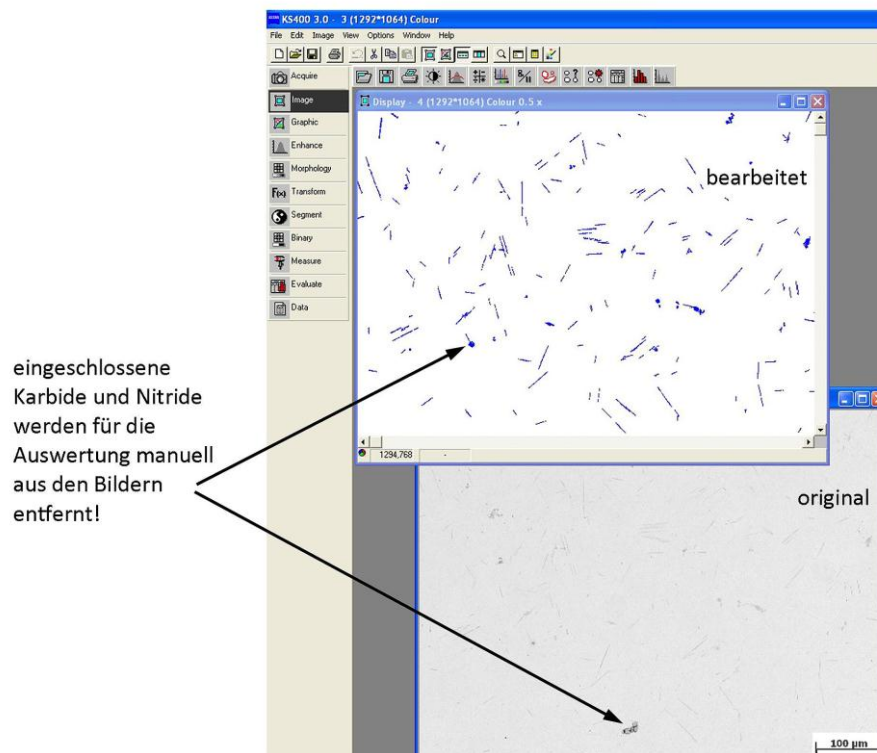 KS400 3.0 - 3 (1292*1064) Colour
File Edit Image View Options Window Help
Acquire
Image
Graphic
Enhance
Morphology
F(x) Transform
Segment
Binary
Measure
Evaluate
Data
Display - 4 (1292*1064) Colour 0.5 x
bearbeitet
1294,768 -
eingeschlossene
Karbide und Nitride
werden für die
Auswertung manuell
aus den Bildern
entfernt!
original
100 µm